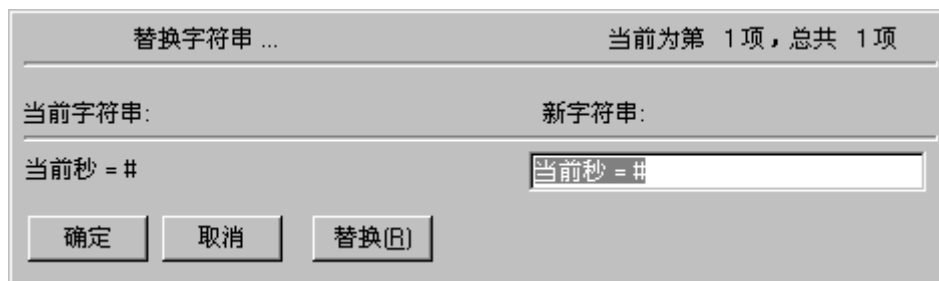 替换字符串 ... 当前为第 1项，总共 1项
当前字符串: 新字符串:
当前秒 = # 当前秒 = #
确定 取消 替换(R)